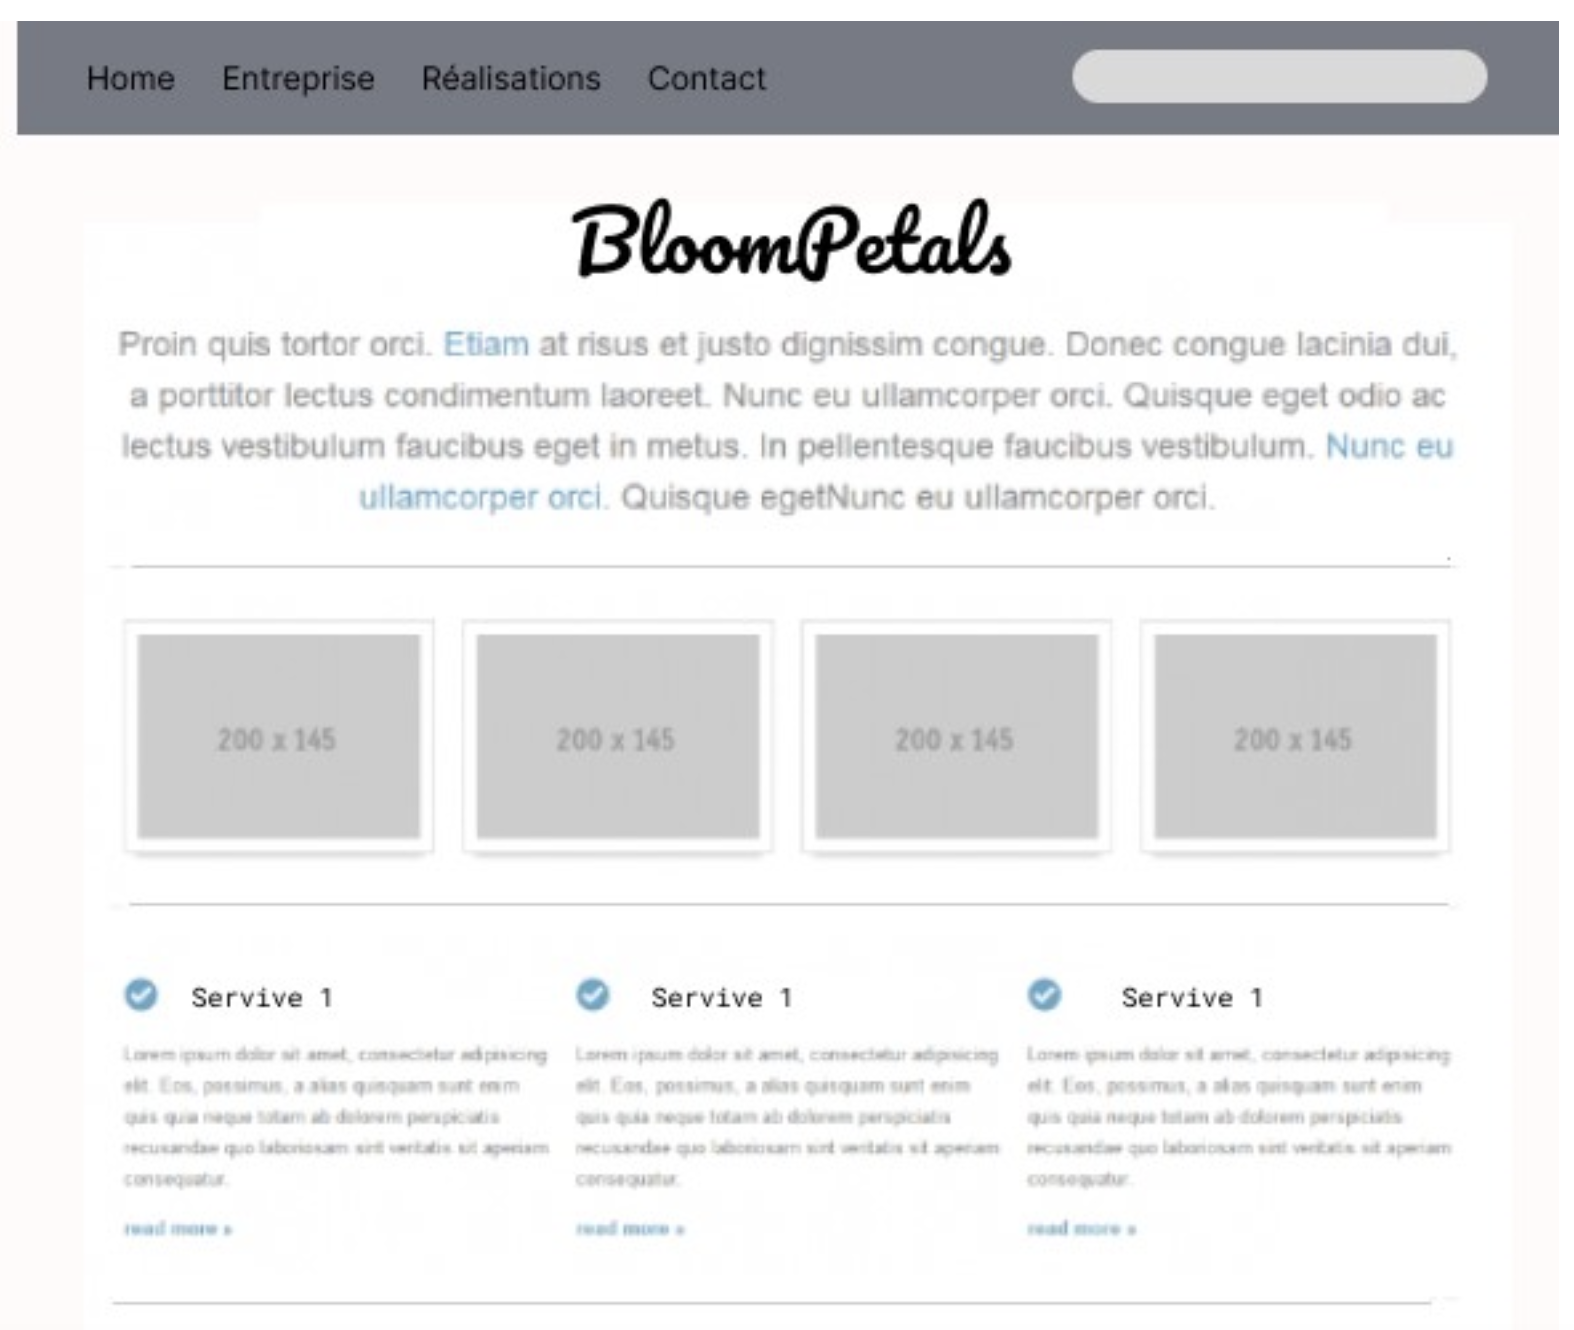 Home Entreprise Réalisations Contact
BloomPetals
Proin quis tortor orci. Etiam at risus et justo dignissim congue. Donec congue lacinia dui,
a porttitor lectus condimentum laoreet. Nunc eu ullamcorper orci. Quisque eget odio ac
lectus vestibulum faucibus eget in metus. In pellentesque faucibus vestibulum. Nunc eu
ullamcorper orci. Quisque egetNunc eu ullamcorper orci.
200 x 145 200 x 145 200 x 145 200 x 145
Servive 1
Lorem ipsum dolor sit amet, consectetur adipisicing
elit. Eos, possimus, a alias quisquam sunt enim
quis quia neque totam ab dolorem perspiciatis
recusandae quo laboriosam sint veritatis sit aperiam
consequatur.
read more »
Servive 1
Lorem ipsum dolor sit amet, consectetur adipisicing
elit. Eos, possimus, a alias quisquam sunt enim
quis quia neque totam ab dolorem perspiciatis
recusandae quo laboriosam sint veritatis sit aperiam
consequatur.
read more »
Servive 1
Lorem ipsum dolor sit amet, consectetur adipisicing
elit. Eos, possimus, a alias quisquam sunt enim
quis quia neque totam ab dolorem perspiciatis
recusandae quo laboriosam sint veritatis sit aperiam
consequatur.
read more »